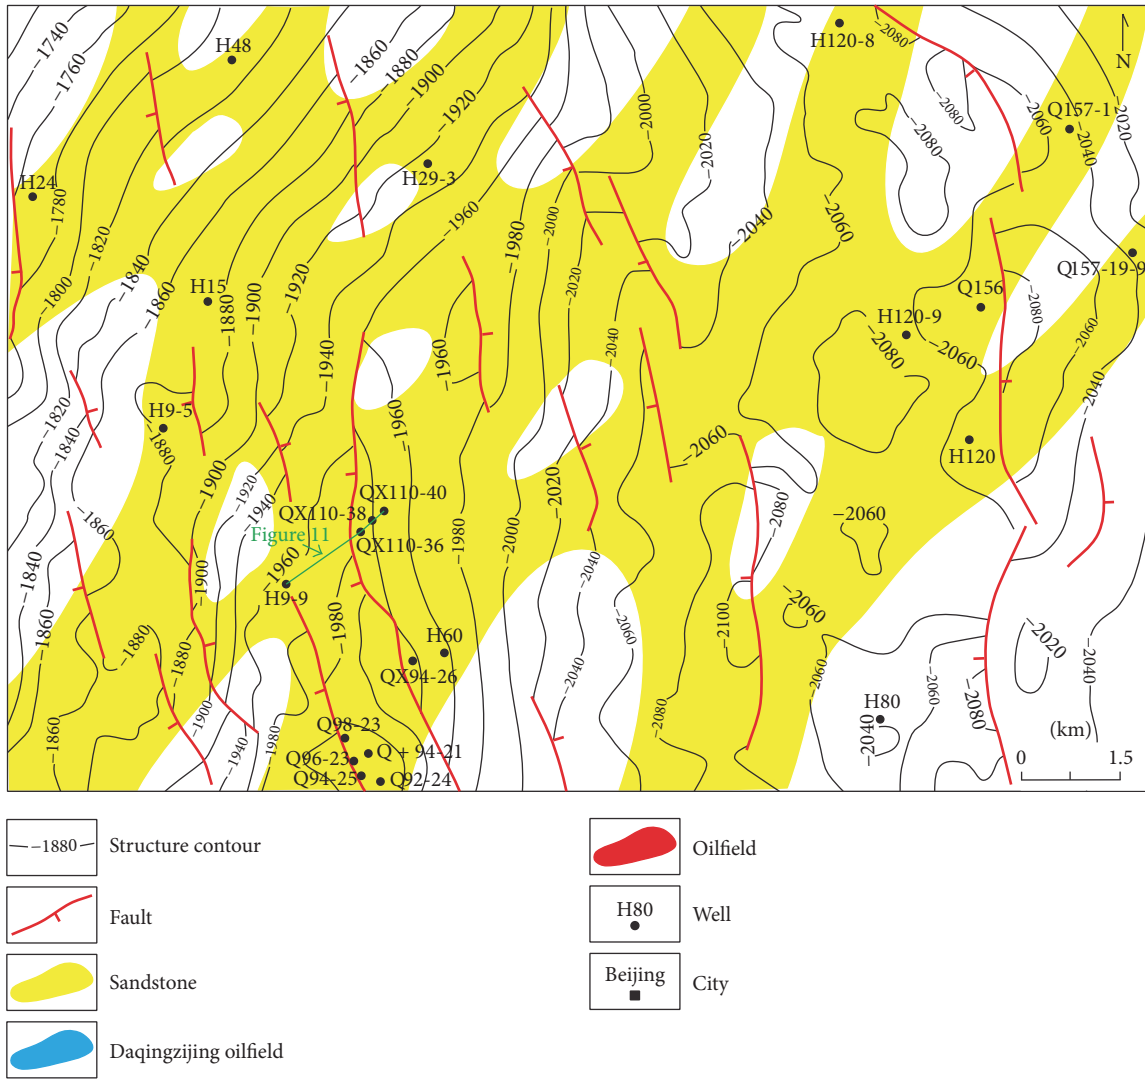 −1740
−1760
H48
−1860
−1880
−1900
−1920
H120-8
−2080
N
−2000
−2020
−2080
−2080
−2060
Q157-1
−2020
−2040
H24
−1780
H29-3
−1960
−2000
−1980
−2040
−2060
−1820
−1840
−1860
−1800
H15
−1880
−1900
−1920
−2020
Q157-19-9
Q156
H120-9
−2080
−2080
−2060
−2060
−1940
−1960
−2040
−2040
−1820
−1840
H9-5
−1880
−1900
−1920
−1940
−1960
−2060
H120
QX110-40
QX110-38
QX110-36
Figure 11
−2020
−2080
−2060
−1860
−1980
−2000
−1840
−1860
−1900
−1960
H9-9
−2040
−2060
−2060
−2100
−1880
−1880
−1980
H60
QX94-26
−2040
−2060
−2060
−2080
−2020
−2040
−1860
−1900
−1940
−1980
Q98-23
Q + 94-21
Q96-23
Q94-25
Q92-24
−2080
H80
−2040
(km)
0 1.5
−1880
Structure contour
Fault
Sandstone
Daqingzijing oilfield
Oilfield
H80
Well
Beijing
City